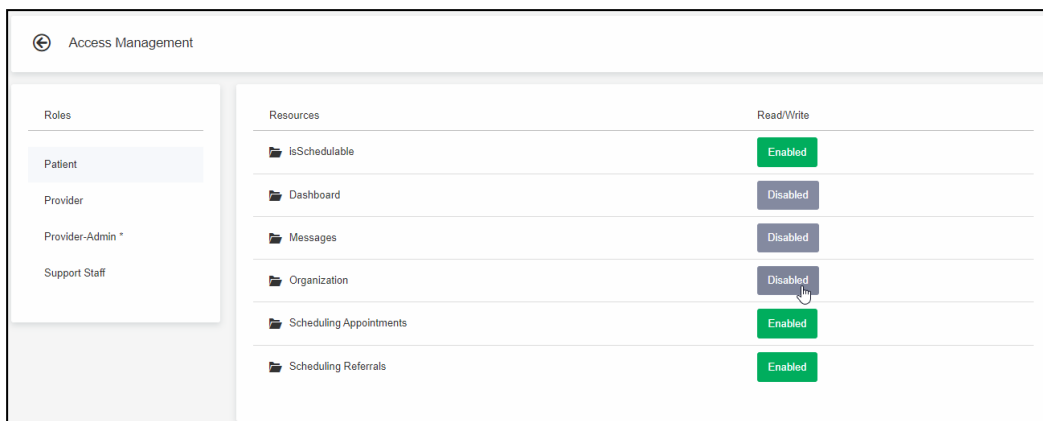 Access Management
Roles
Patient
Provider
Provider-Admin *
Support Staff
Resources Read/Write
isSchedulable Enabled
Dashboard Disabled
Messages Disabled
Organization Disabled
Scheduling Appointments Enabled
Scheduling Referrals Enabled